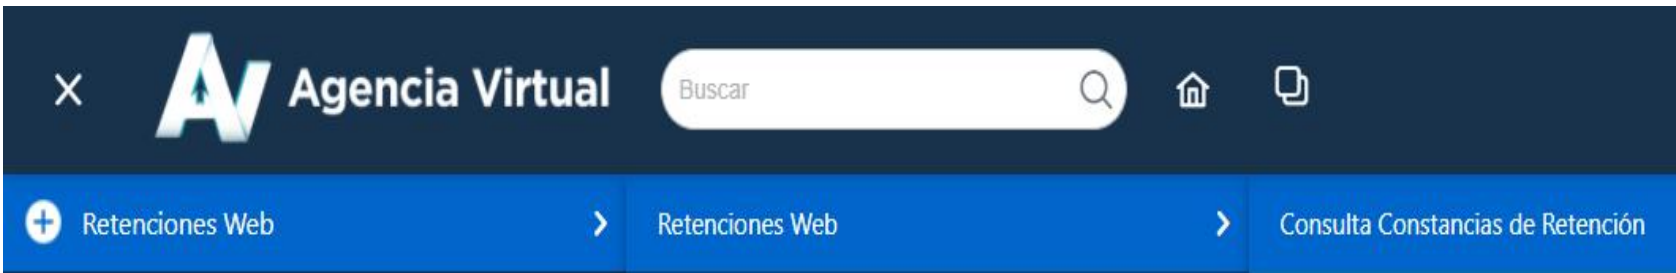 Agencia Virtual
Buscar
Retenciones Web
Retenciones Web
Consulta Constancias de Retención